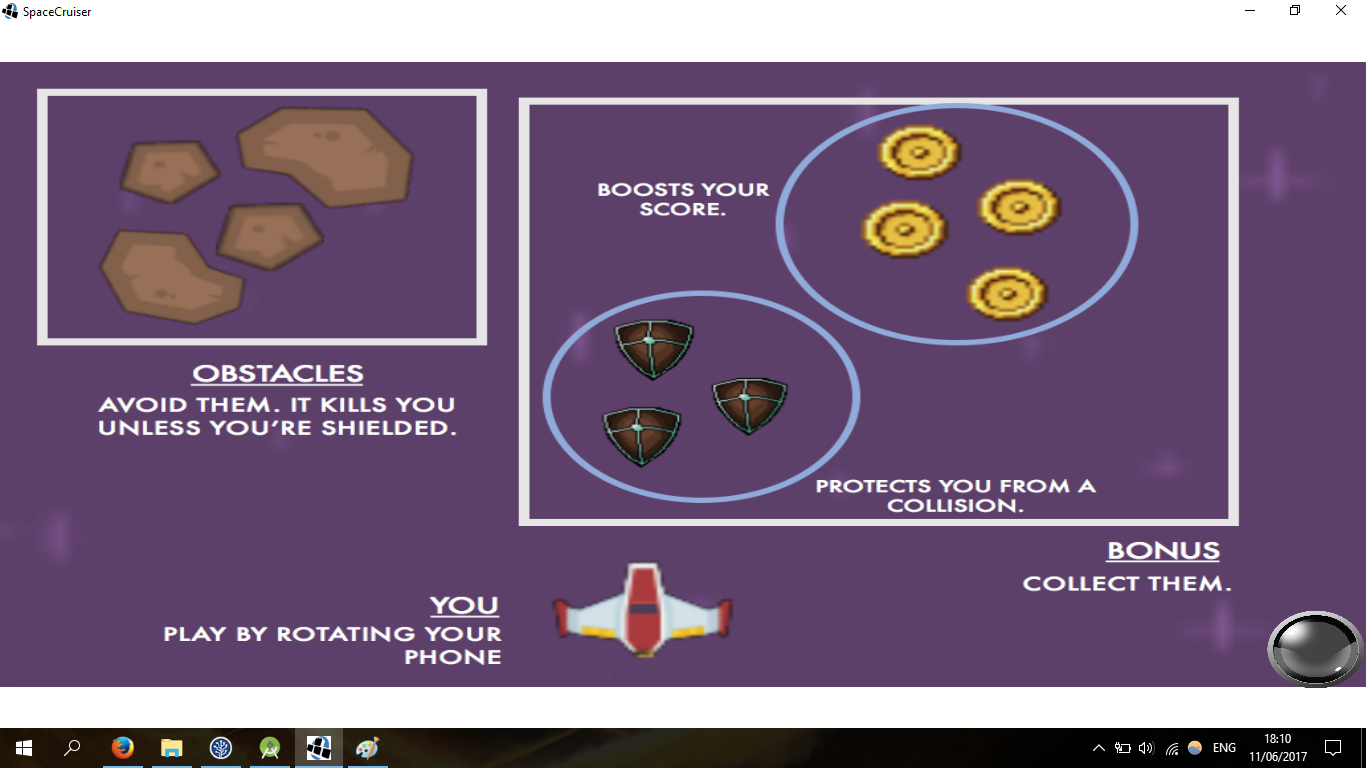 SpaceCruiser
BOOSTS YOUR
SCORE.
OBSTACLES
AVOID THEM. IT KILLS YOU
UNLESS YOU'RE SHIELDED.
PROTECTS YOU FROM A
COLLISION.
BONUS
COLLECT THEM.
YOU
PLAY BY ROTATING YOUR
PHONE
ENG
18:10
11/06/2017